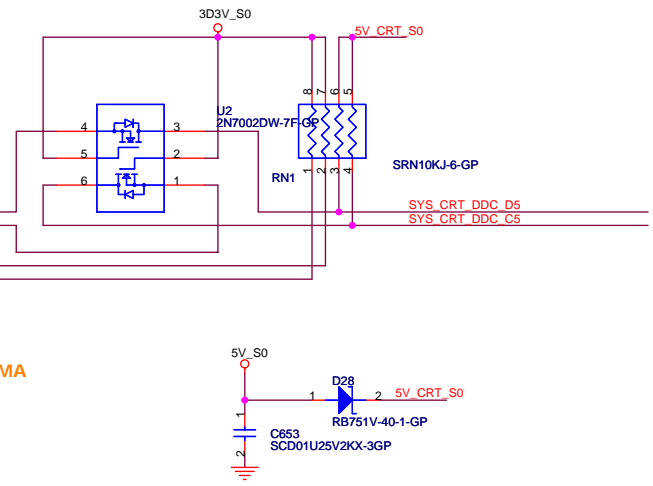 3D3V_S0
5V_CRT_S0
8
7
6
5
U2
2N7002DW-7F-GP
4
3
5
2
6
1
RN1
1
2
3
4
SRN10KJ-6-GP
SYS_CRT_DDC_D5
SYS_CRT_DDC_C5
MA
5V_S0
D28
1
2
5V_CRT_S0
RB751V-40-1-GP
1
C653
SCD01U25V2KX-3GP
2